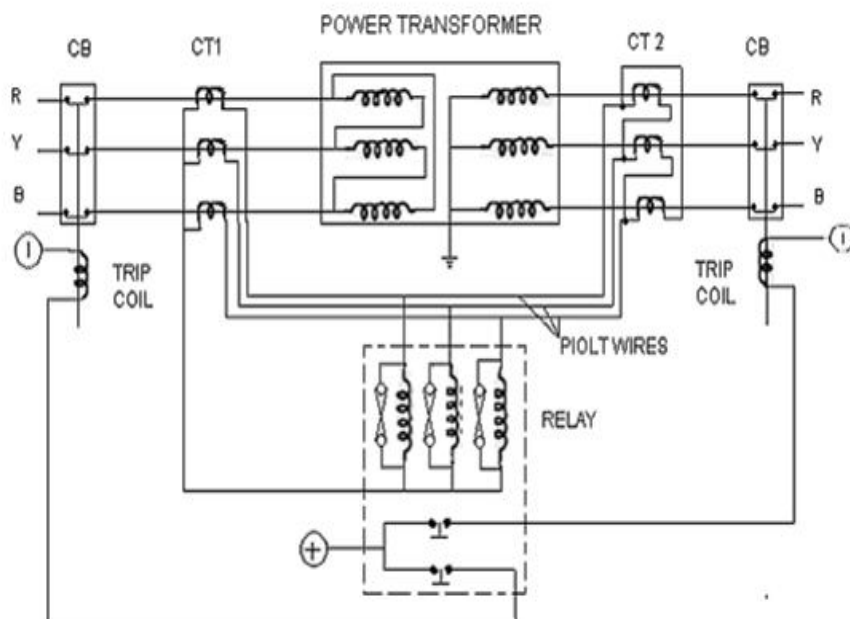 POWER TRANSFORMER
CB
CT1
CT 2
CB
R
R
Y
Y
B
B
TRIP
COIL
TRIP
COIL
PIOLT WIRES
RELAY